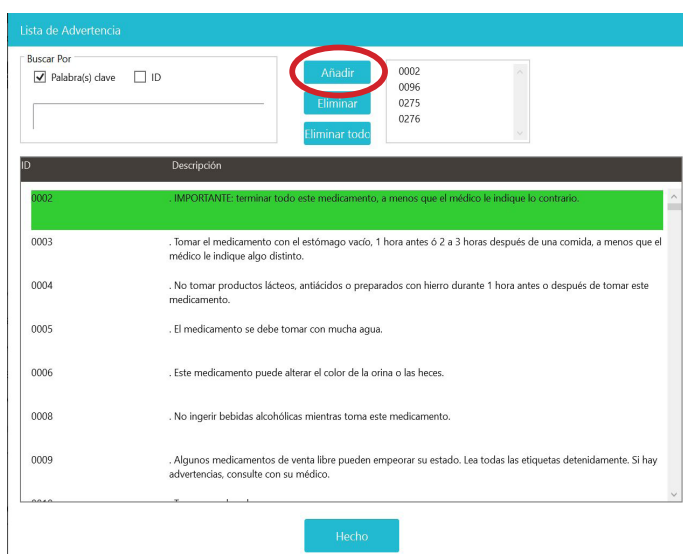 Lista de Advertencia
Buscar Por
Palabra(s) clave
ID
Añadir
Eliminar
Eliminar todo
0002
0096
0275
0276
ID Descripción
0002 . IMPORTANTE: terminar todo este medicamento, a menos que el médico le indique lo contrario.
0003 . Tomar el medicamento con el estómago vacío, 1 hora antes ó 2 a 3 horas después de una comida, a menos que el
médico le indique algo distinto.
0004 . No tomar productos lácteos, antiácidos o preparados con hierro durante 1 hora antes o después de tomar este
medicamento.
0005 . El medicamento se debe tomar con mucha agua.
0006 . Este medicamento puede alterar el color de la orina o las heces.
0008 . No ingerir bebidas alcohólicas mientras toma este medicamento.
0009 . Algunos medicamentos de venta libre pueden empeorar su estado. Lea todas las etiquetas detenidamente. Si hay
advertencias, consulte con su médico.
Hecho